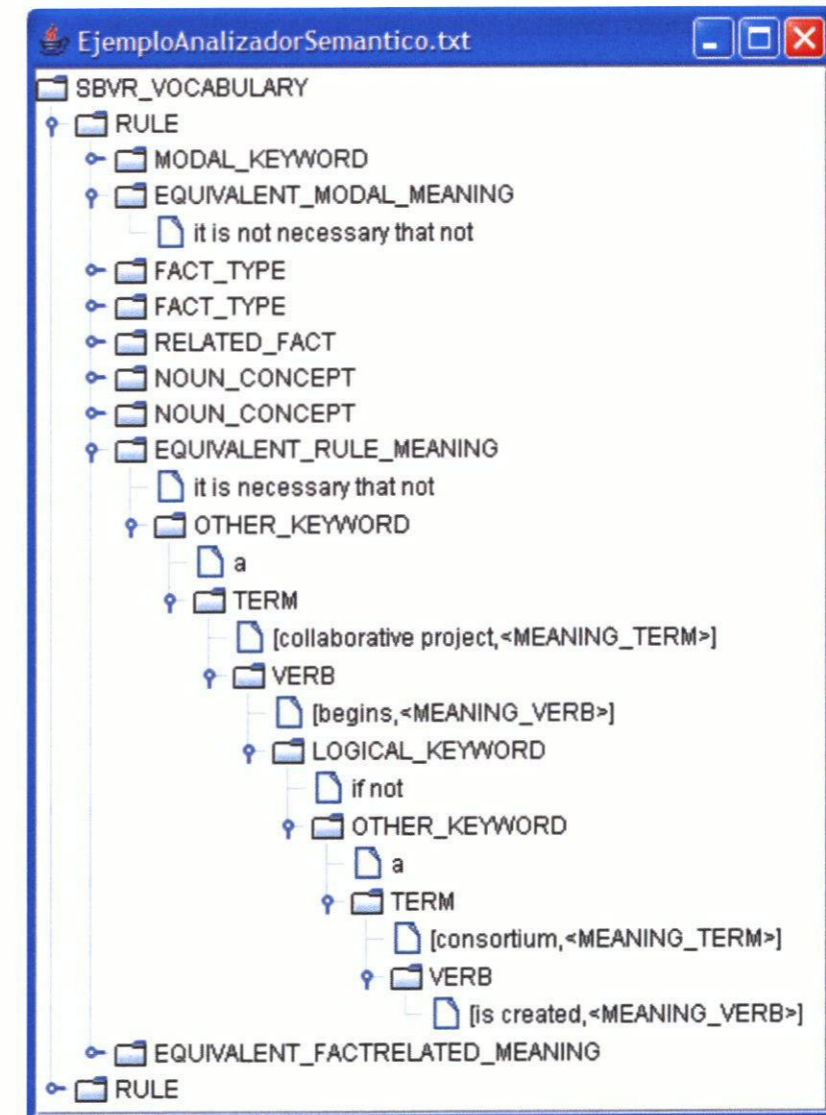 EjemploAnalizadorSemantico.txt
SBVR_VOCABULARY
RULE
MODAL_KEYWORD
EQUIVALENT_MODAL_MEANING
it is not necessary that not
FACT_TYPE
FACT_TYPE
RELATED_FACT
NOUN_CONCEPT
NOUN_CONCEPT
EQUIVALENT_RULE_MEANING
it is necessary that not
OTHER_KEYWORD
a
TERM
[collaborative project,<MEANING_TERM>]
VERB
[begins,<MEANING_VERB>]
LOGICAL_KEYWORD
if not
OTHER_KEYWORD
a
TERM
[consortium,<MEANING_TERM>]
VERB
[is created,<MEANING_VERB>]
EQUIVALENT_FACTRELATED_MEANING
RULE